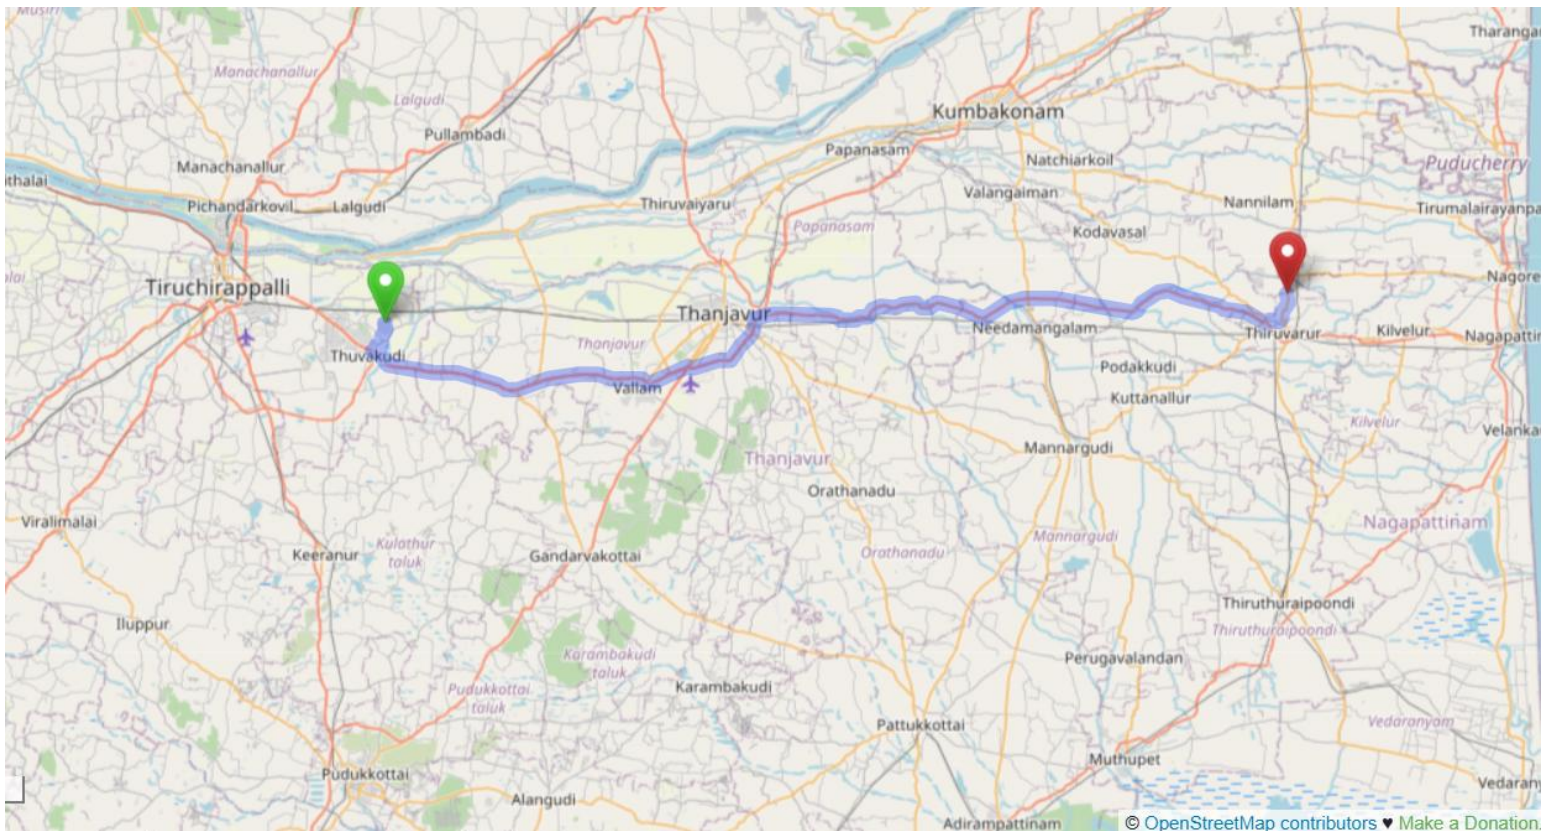 Musiri
Tharanga
Manachanallur
Lalgudi
Kumbakonam
Pullambadi
Papanasam
Natchiarkoil
Manachanallur
Puducherry
ithalai
Valangaiman
Nannilam
Pichandarkovil
Lalgudi
Thiruvaiyaru
Tirumalairayanpa
Papanasam
Kodavasal
Nagore
Tiruchirappalli
Thanjavur
Needamangalam
Thiruvarur
Kilvelur
Nagapattin
Thanjavur
Thuvakudi
Podakkudi
Vallam
Kuttanallur
Kilvelur
Velanka
Mannargudi
Thanjavur
Orathanadu
Viralimalai
Nagapattinam
Mannargudi
Kulathur
taluk
Keeranur
Gandarvakottai
Orathanadu
Thiruthuraipoondi
Thiruthuraipoondi
Iluppur
Karambakudi
taluk
Perugavalandan
Pudukkottai
taluk
Karambakudi
Pattukkottai
Vedaranyam
Muthupet
Pudukkottai
Vedarany
Alangudi
Adirampattinam
© OpenStreetMap contributors ♥ Make a Donation